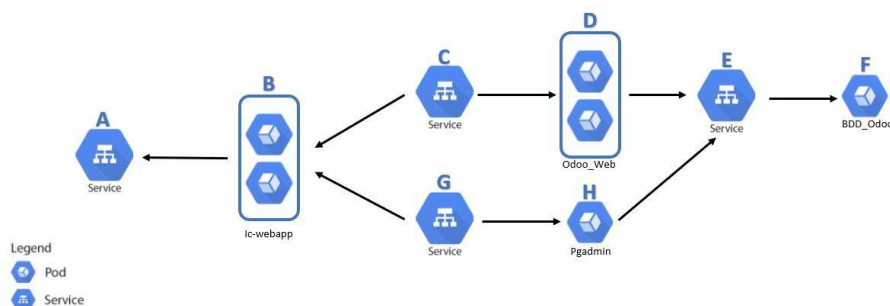 D
C
E
F
B
A
Service
Service
BDD_Odoo
Odoo_Web
G
H
Service
Service
Pgadmin
Ic-webapp
Legend
Pod
Service